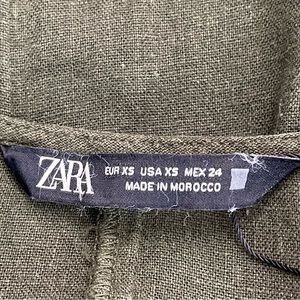 ZARA
EUR XS USA XS MEX 24
MADE IN MOROCCO